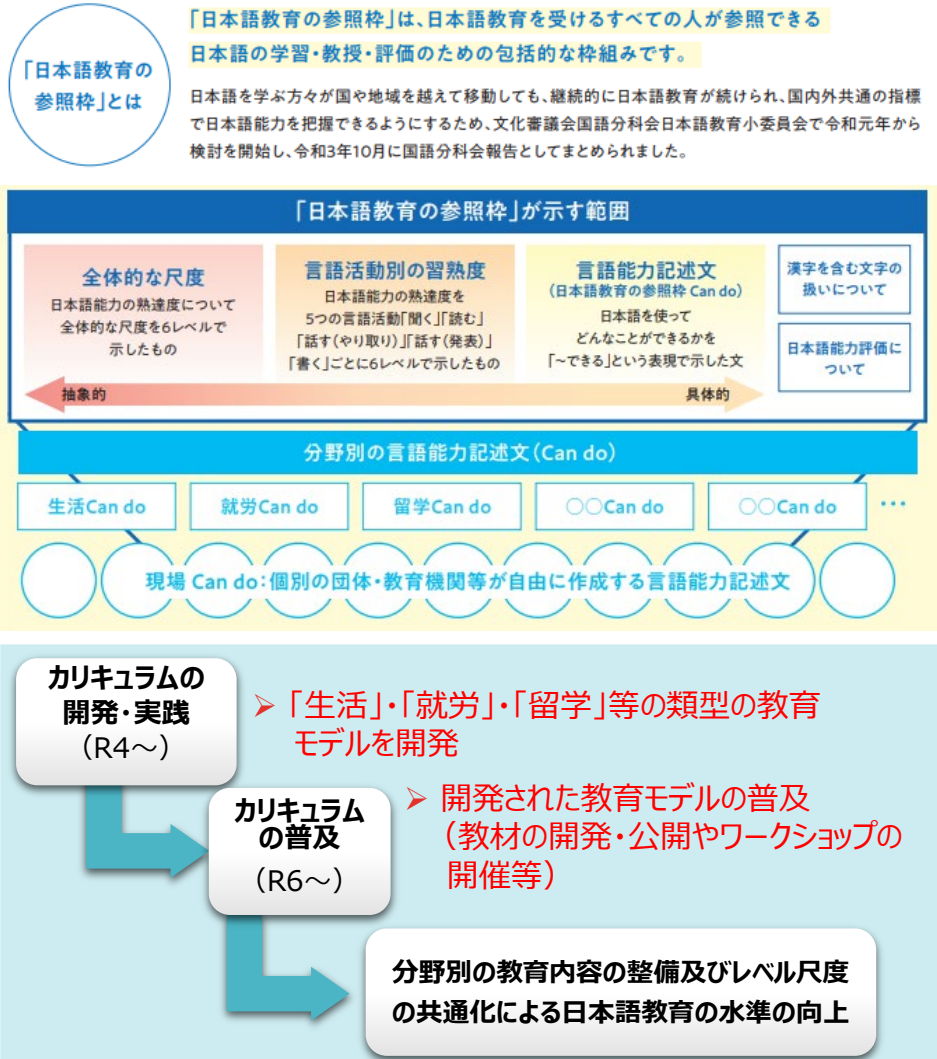 「日本語教育の
参照枠」とは
「日本語教育の参照枠」は、日本語教育を受けるすべての人が参照できる
日本語の学習・教授・評価のための包括的な枠組みです。
日本語を学ぶ方々が国や地域を越えて移動しても、継続的に日本語教育が続けられ、国内外共通の指標
で日本語能力を把握できるようにするため、文化審議会国語分科会日本語教育小委員会で令和元年から
検討を開始し、令和3年10月に国語分科会報告としてまとめられました。
「日本語教育の参照枠」が示す範囲
全体的な尺度
日本語能力の熟達度について
全体的な尺度を6レベルで
示したもの
言語活動別の習熟度
日本語能力の熟達度を
5つの言語活動「聞く」「読む」
「話す(やり取り)」「話す(発表)」
「書く」ごとに6レベルで示したもの
言語能力記述文
(日本語教育の参照枠 Can do)
日本語を使って
どんなことができるかを
「~できる」という表現で示した文
漢字を含む文字の
扱いについて
日本語能力評価に
ついて
抽象的
具体的
分野別の言語能力記述文(Can do)
生活Can do
就労Can do
留学Can do
○○Can do
○○Can do
…
現場 Can do:個別の団体・教育機関等が自由に作成する言語能力記述文
カリキュラムの
開発・実践
(R4~)
➢ 「生活」・「就労」・「留学」等の類型の教育
モデルを開発
カリキュラム
の普及
(R6~)
➢ 開発された教育モデルの普及
(教材の開発・公開やワークショップの
開催等)
分野別の教育内容の整備及びレベル尺度
の共通化による日本語教育の水準の向上